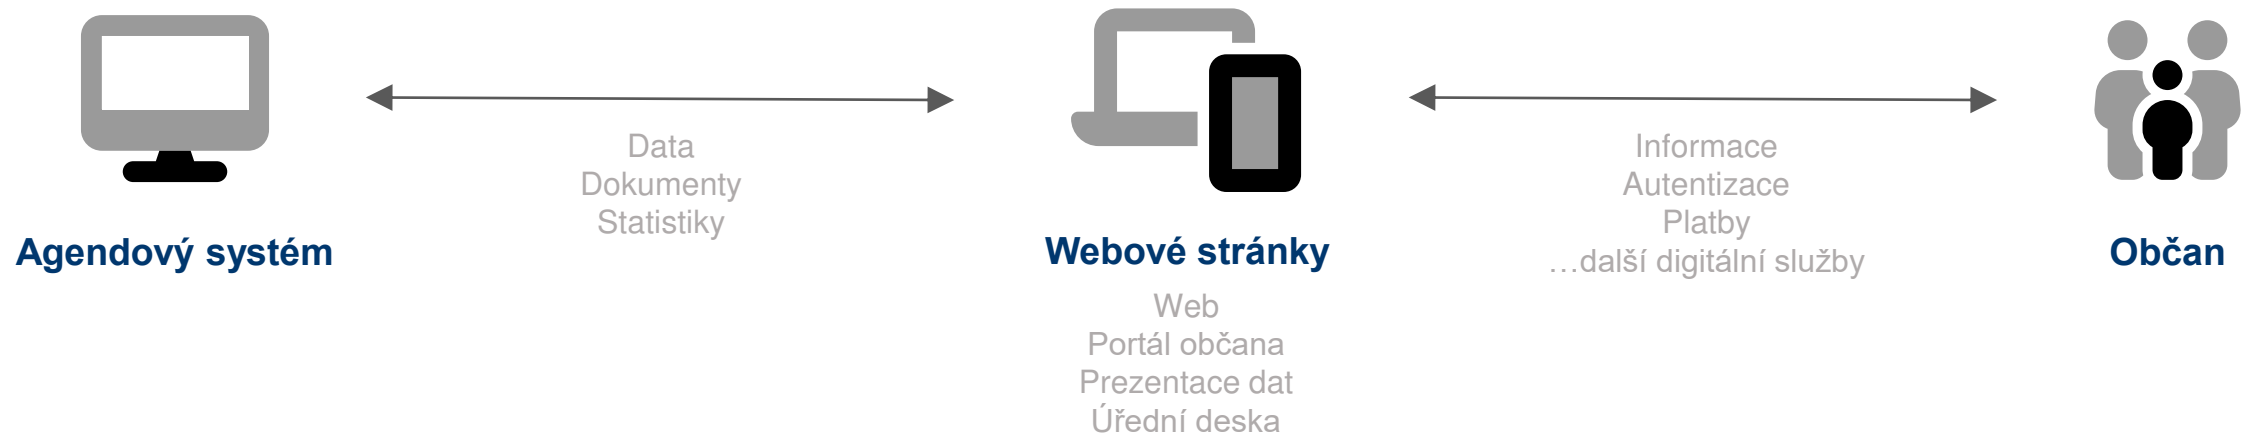 Agendový systém
Data
Dokumenty
Statistiky
Webové stránky
Web
Portál občana
Prezentace dat
Úřední deska
Informace
Autentizace
Platby
…další digitální služby
Občan